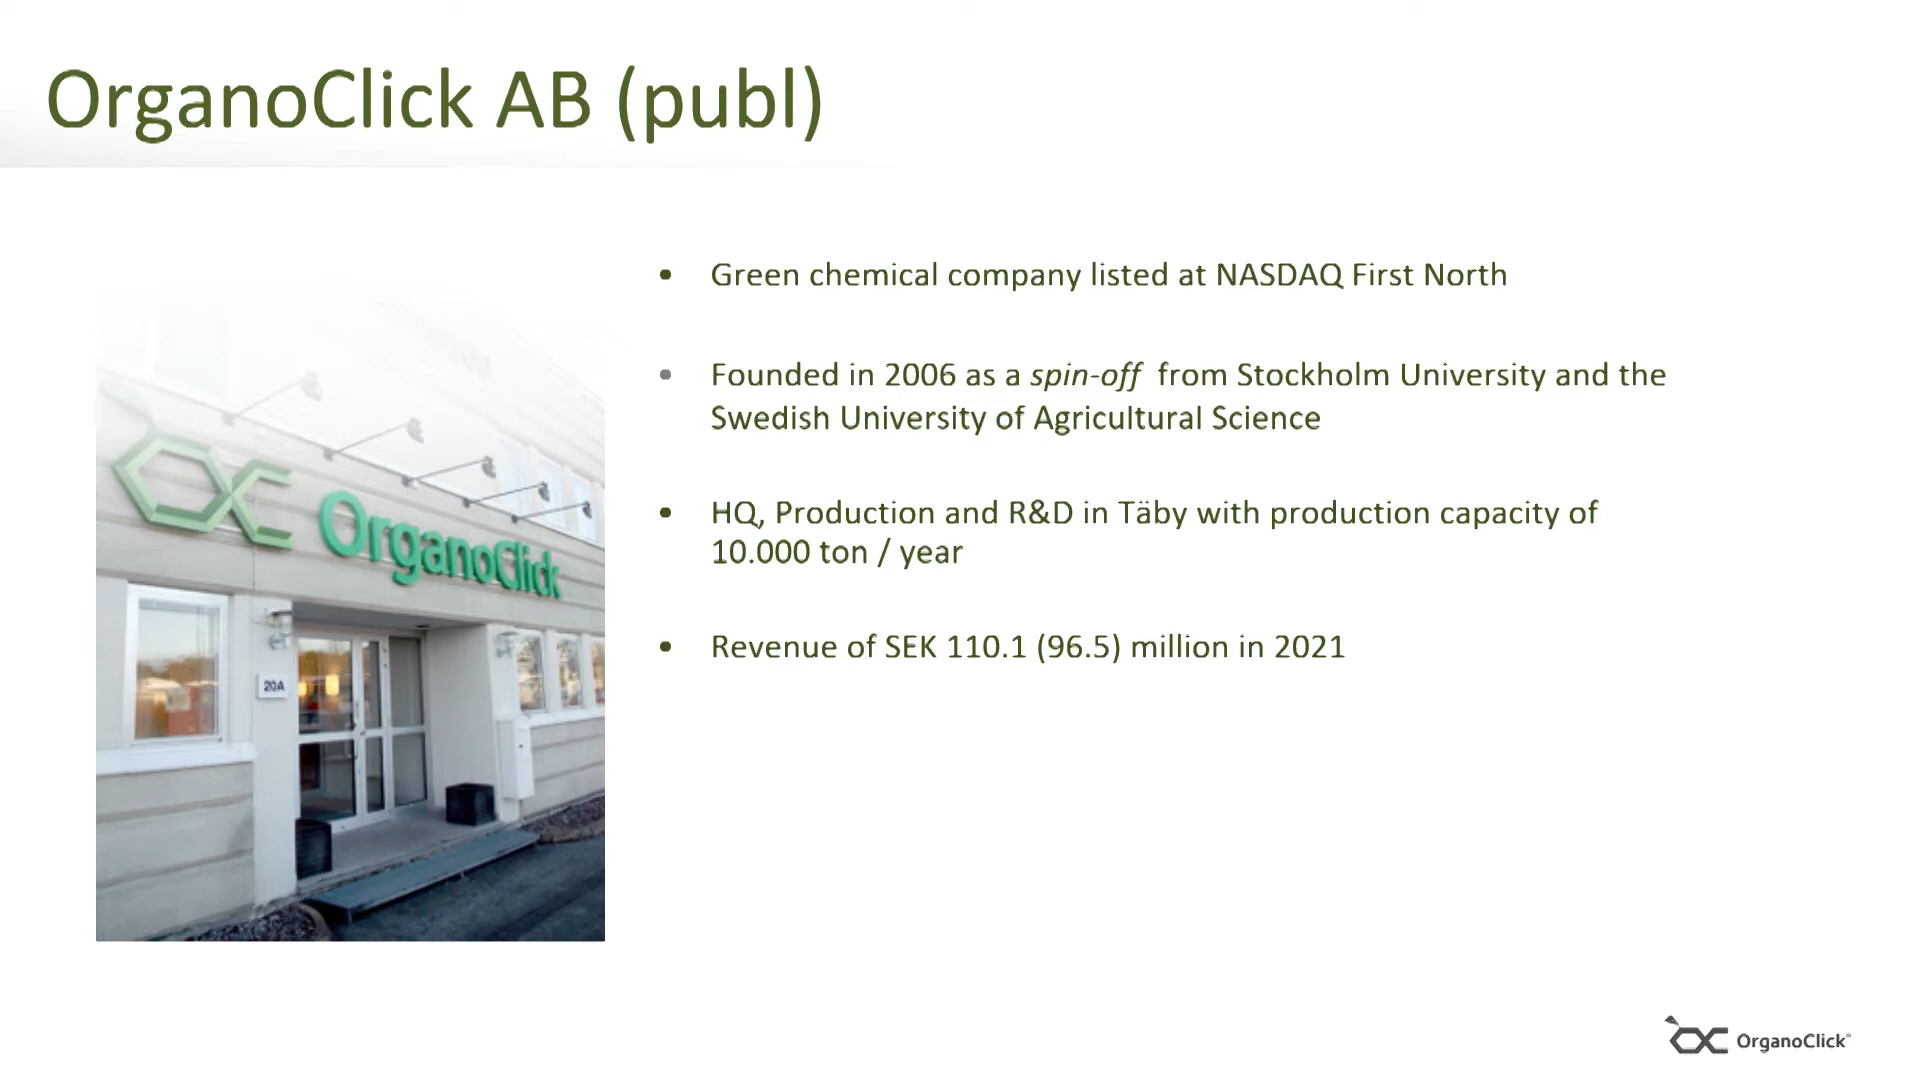 OrganoClick AB (publ)
• Green chemical company listed at NASDAQ First North
• Founded in 2006 as a spin-off from Stockholm University and the
Swedish University of Agricultural Science
• HQ, Production and R&D in Täby with production capacity of
10.000 ton / year
• Revenue of SEK 110.1 (96.5) million in 2021
OrganoClick
20A
OrganoClick